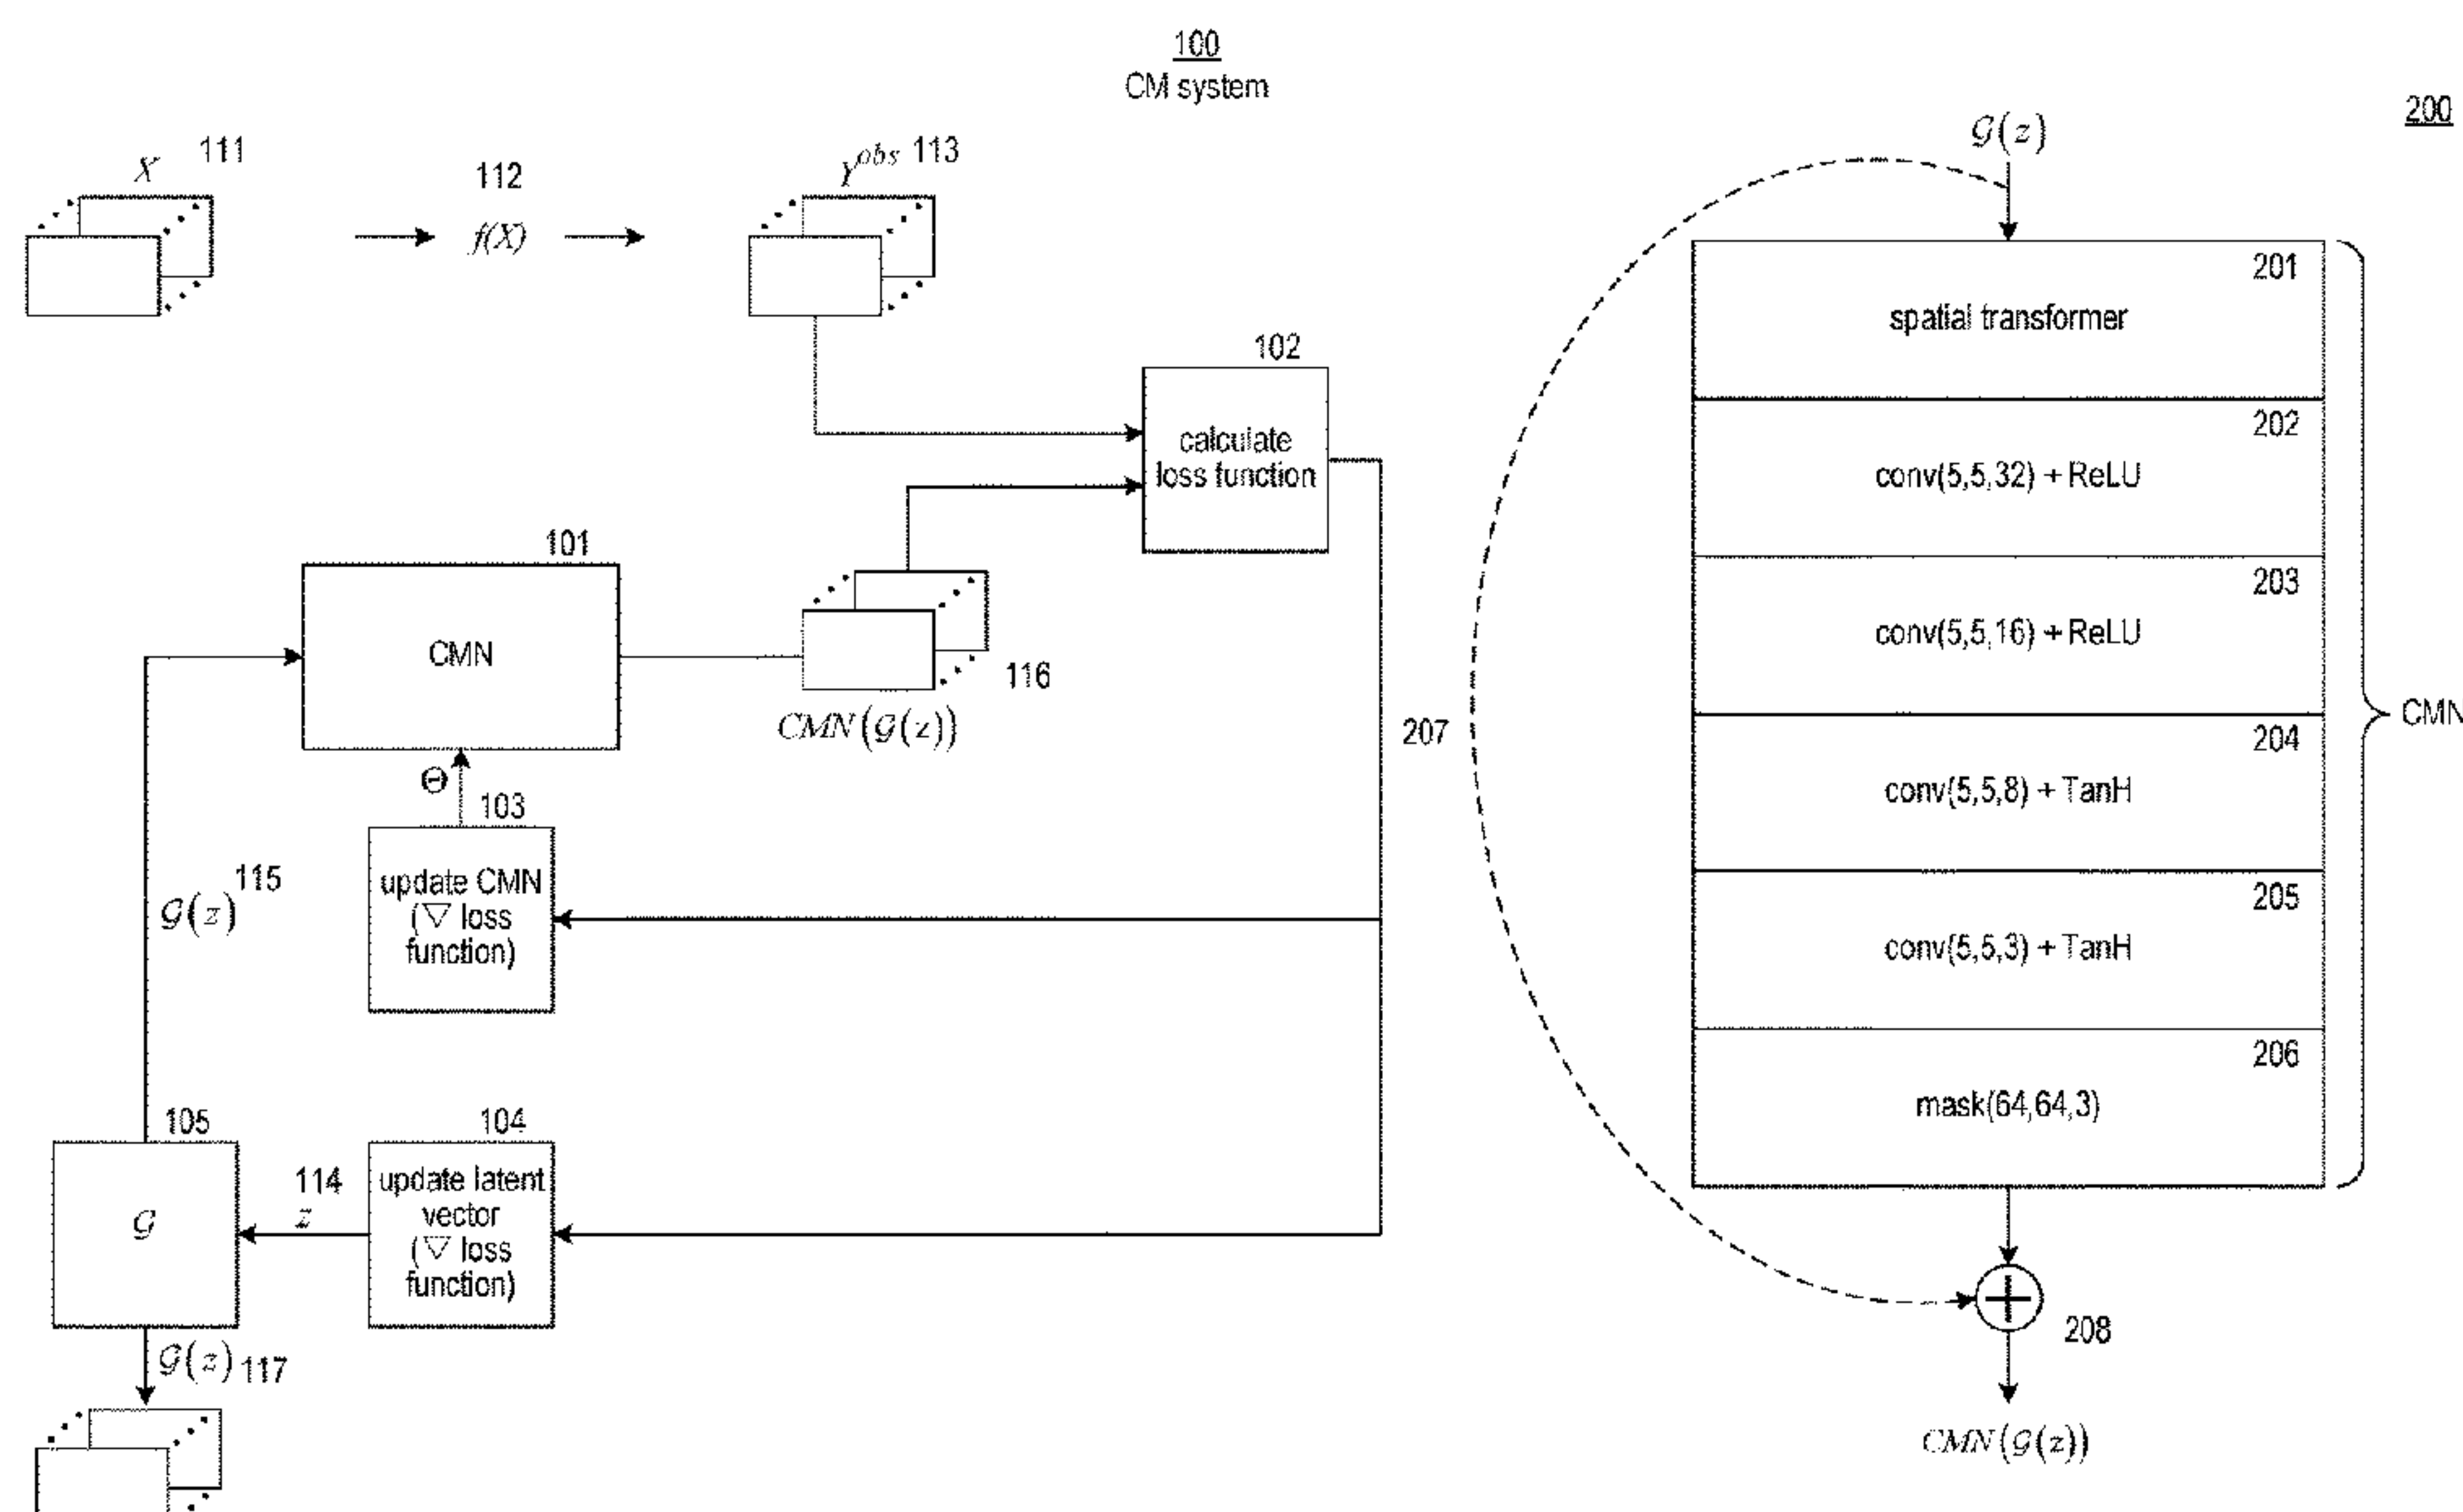 100
CM system
X 111
112
f(X)
Y^obs 113
102
calculate
loss function
101
CMN
116
CMN(G(z))
Θ
103
update CMN
(▽ loss
function)
115
G(z)
105
G
114
z
104
update latent
vector
(▽ loss
function)
G(z) 117
200
G(z)
201
spatial transformer
202
conv(5,5,32) + ReLU
203
conv(5,5,16) + ReLU
204
conv(5,5,8) + TanH
205
conv(5,5,3) + TanH
206
mask(64,64,3)
CMN
207
208
CMN(G(z))